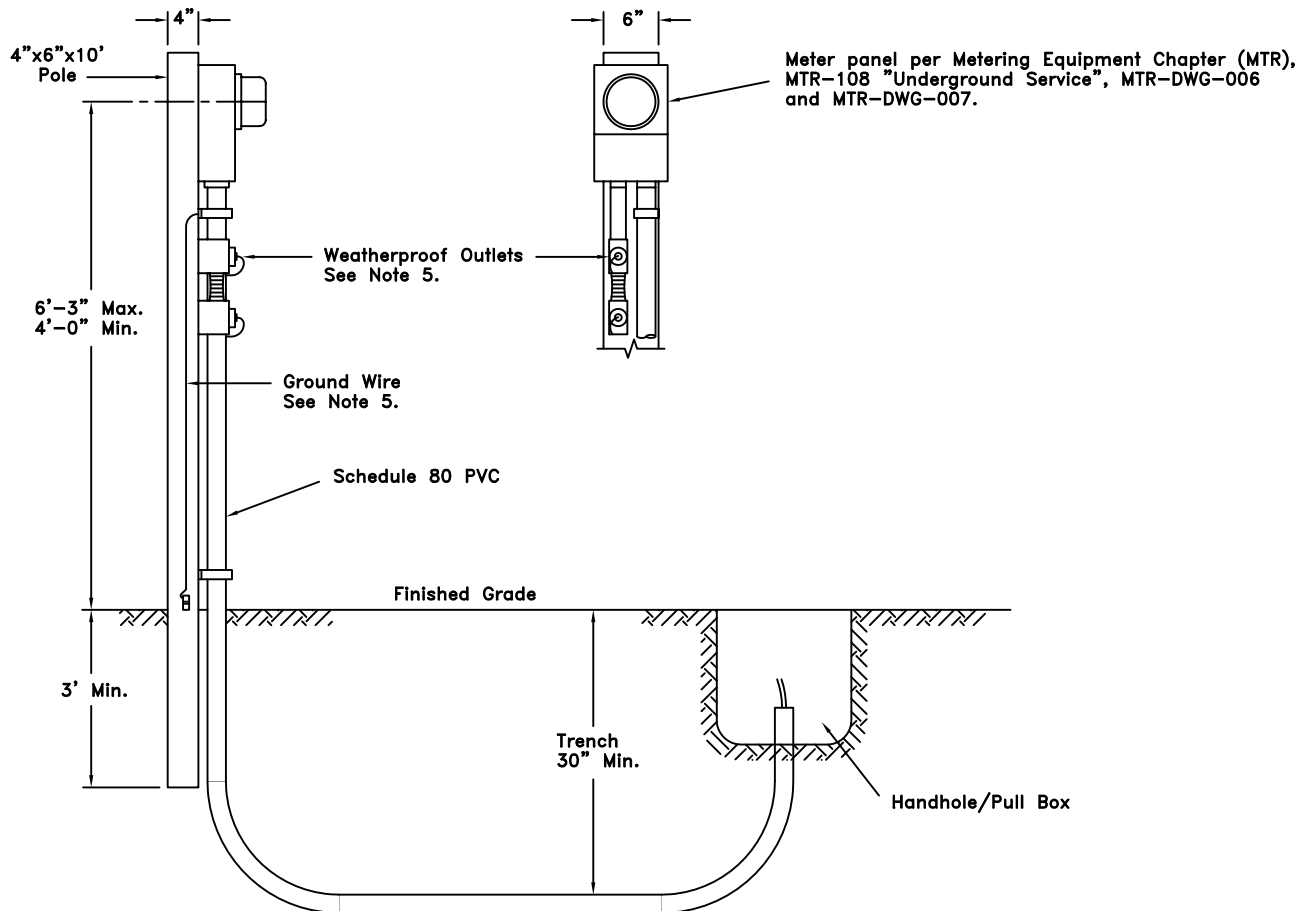 4”
6”
4”x6”x10’
Pole
Meter panel per Metering Equipment Chapter (MTR),
MTR-108 ”Underground Service”, MTR-DWG-006
and MTR-DWG-007.
Weatherproof Outlets
See Note 5.
6’-3” Max.
4’-0” Min.
Ground Wire
See Note 5.
Schedule 80 PVC
Finished Grade
3’ Min.
Trench
30” Min.
Handhole/Pull Box